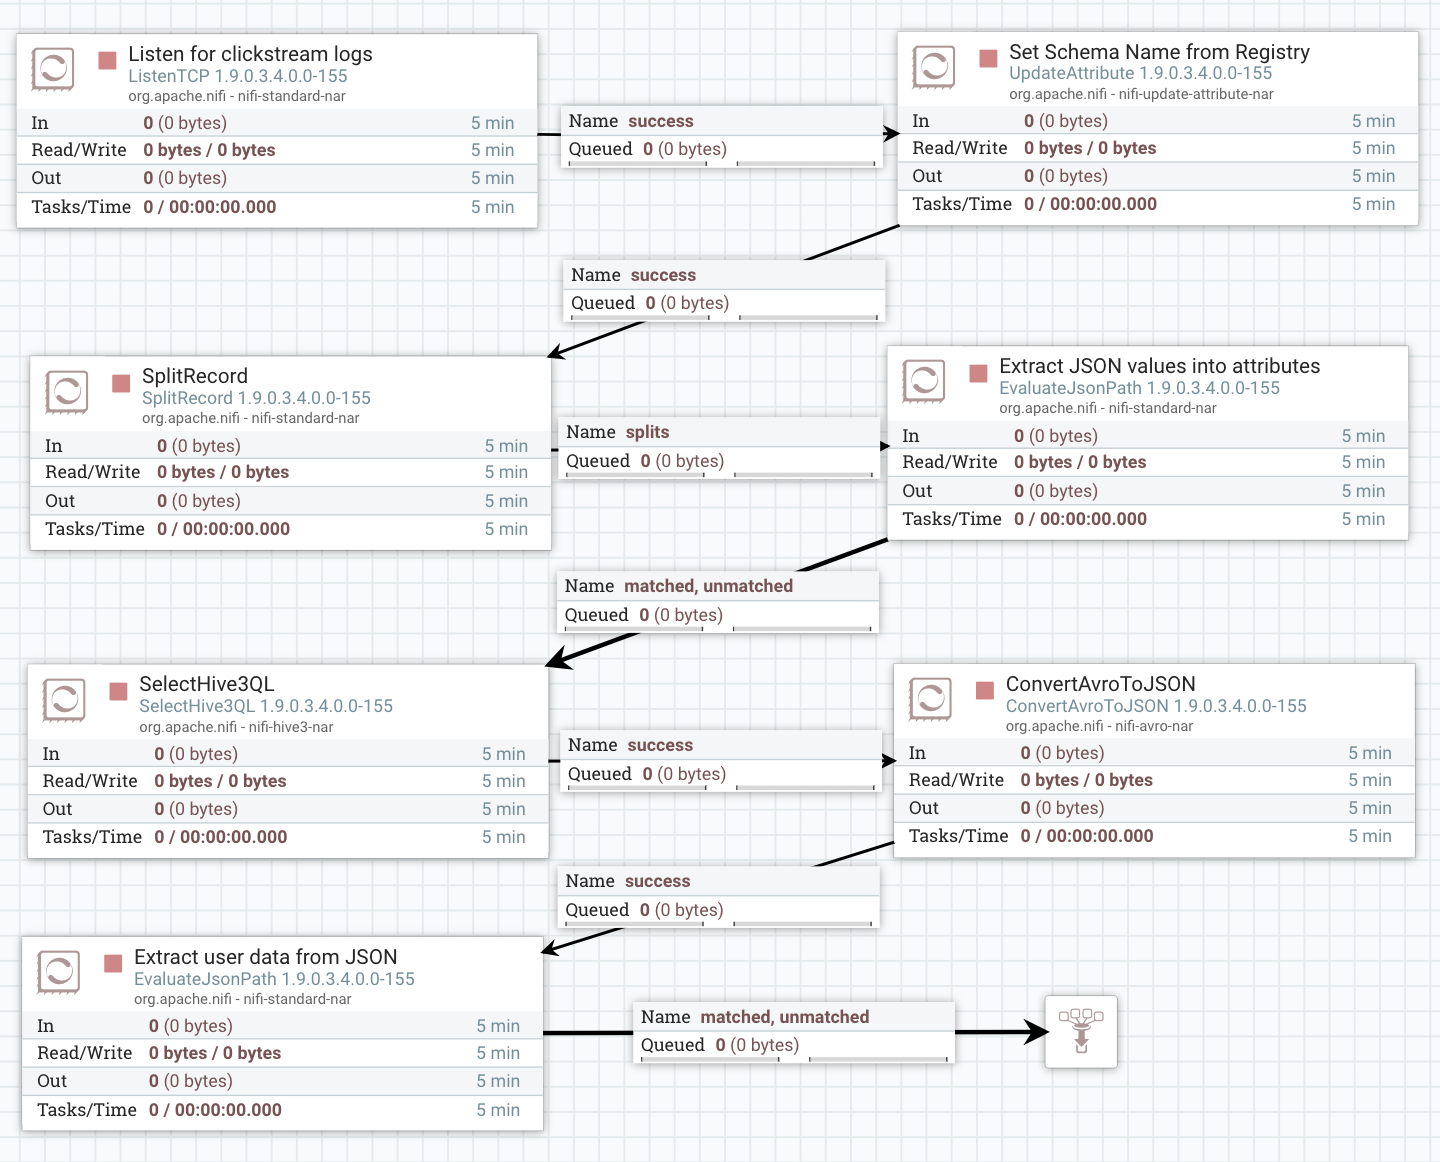 Listen for clickstream logs
ListenTCP 1.9.0.3.4.0.0-155
org.apache.nifi - nifi-standard-nar
In 0 (0 bytes) 5 min
Read/Write 0 bytes / 0 bytes 5 min
Out 0 (0 bytes) 5 min
Tasks/Time 0 / 00:00:00.000 5 min
Name success
Queued 0 (0 bytes)
Set Schema Name from Registry
UpdateAttribute 1.9.0.3.4.0.0-155
org.apache.nifi - nifi-update-attribute-nar
In 0 (0 bytes) 5 min
Read/Write 0 bytes / 0 bytes 5 min
Out 0 (0 bytes) 5 min
Tasks/Time 0 / 00:00:00.000 5 min
Name success
Queued 0 (0 bytes)
SplitRecord
SplitRecord 1.9.0.3.4.0.0-155
org.apache.nifi - nifi-standard-nar
In 0 (0 bytes) 5 min
Read/Write 0 bytes / 0 bytes 5 min
Out 0 (0 bytes) 5 min
Tasks/Time 0 / 00:00:00.000 5 min
Name splits
Queued 0 (0 bytes)
Extract JSON values into attributes
EvaluateJsonPath 1.9.0.3.4.0.0-155
org.apache.nifi - nifi-standard-nar
In 0 (0 bytes) 5 min
Read/Write 0 bytes / 0 bytes 5 min
Out 0 (0 bytes) 5 min
Tasks/Time 0 / 00:00:00.000 5 min
Name matched, unmatched
Queued 0 (0 bytes)
SelectHive3QL
SelectHive3QL 1.9.0.3.4.0.0-155
org.apache.nifi - nifi-hive3-nar
In 0 (0 bytes) 5 min
Read/Write 0 bytes / 0 bytes 5 min
Out 0 (0 bytes) 5 min
Tasks/Time 0 / 00:00:00.000 5 min
Name success
Queued 0 (0 bytes)
ConvertAvroToJSON
ConvertAvroToJSON 1.9.0.3.4.0.0-155
org.apache.nifi - nifi-avro-nar
In 0 (0 bytes) 5 min
Read/Write 0 bytes / 0 bytes 5 min
Out 0 (0 bytes) 5 min
Tasks/Time 0 / 00:00:00.000 5 min
Name success
Queued 0 (0 bytes)
Extract user data from JSON
EvaluateJsonPath 1.9.0.3.4.0.0-155
org.apache.nifi - nifi-standard-nar
In 0 (0 bytes) 5 min
Read/Write 0 bytes / 0 bytes 5 min
Out 0 (0 bytes) 5 min
Tasks/Time 0 / 00:00:00.000 5 min
Name matched, unmatched
Queued 0 (0 bytes)